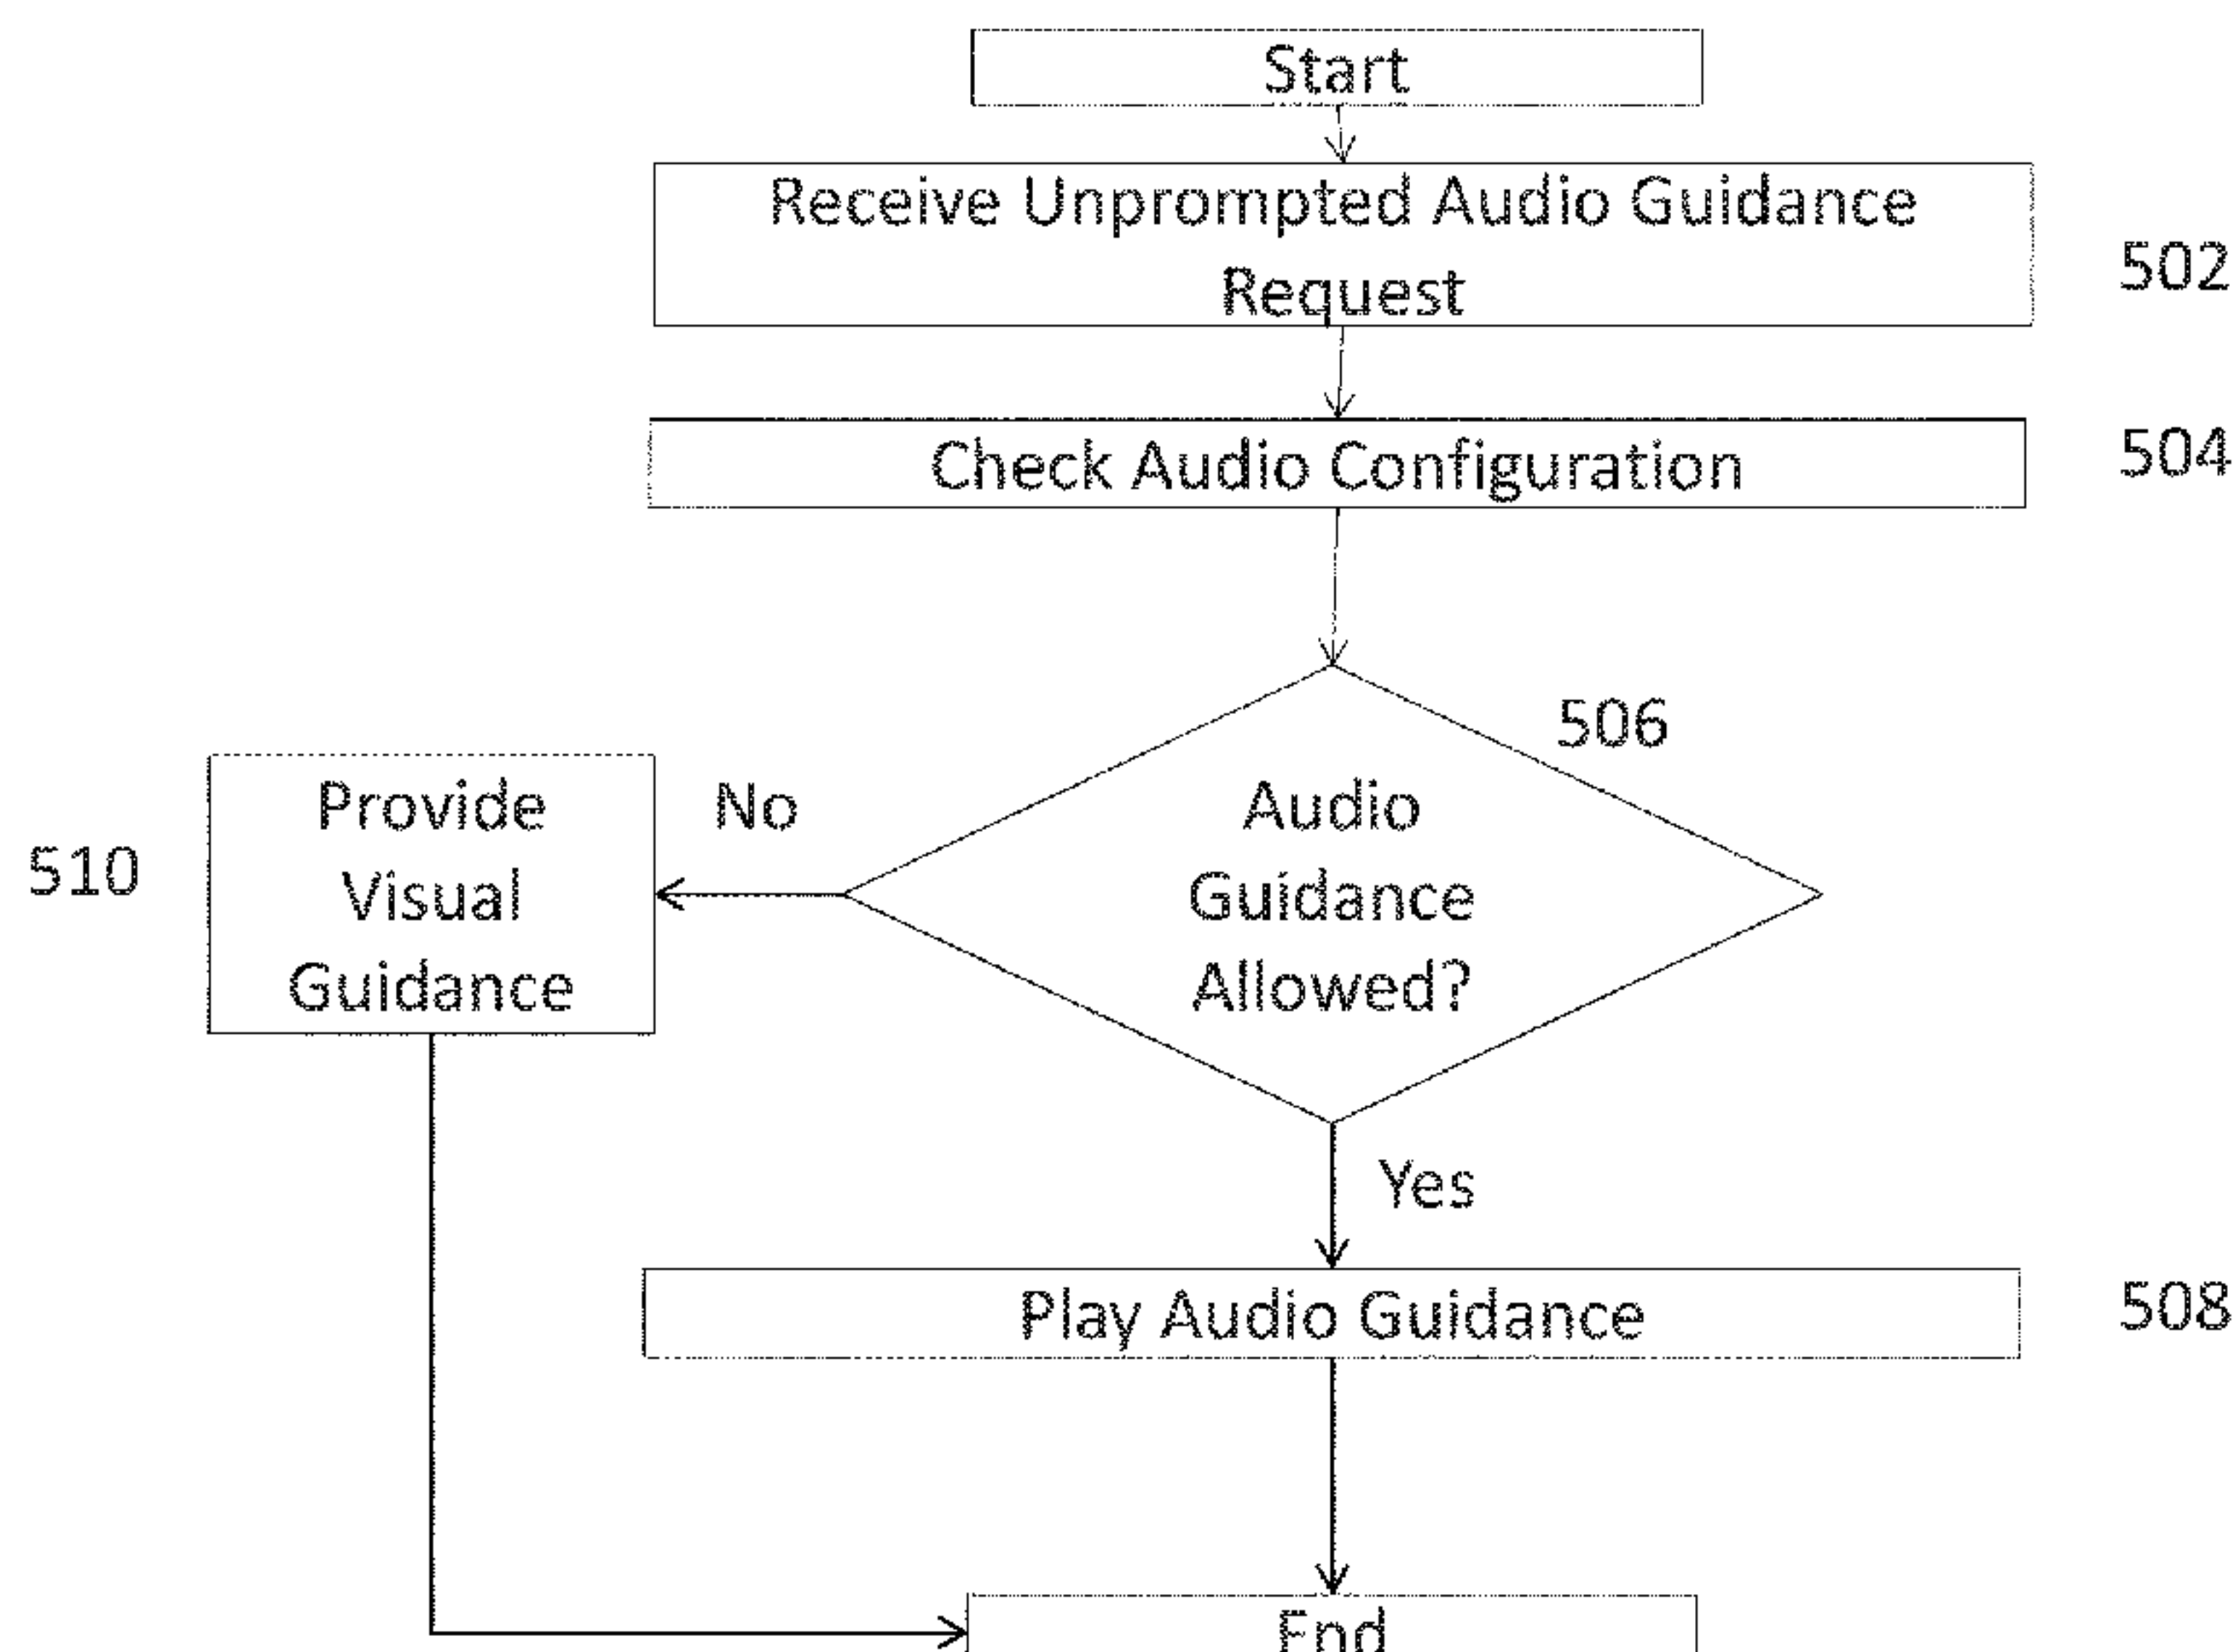 Start
Receive Unprompted Audio Guidance
Request
502
Check Audio Configuration
504
506
Audio
Guidance
Allowed?
No
Provide
Visual
Guidance
510
Yes
Play Audio Guidance
508
End